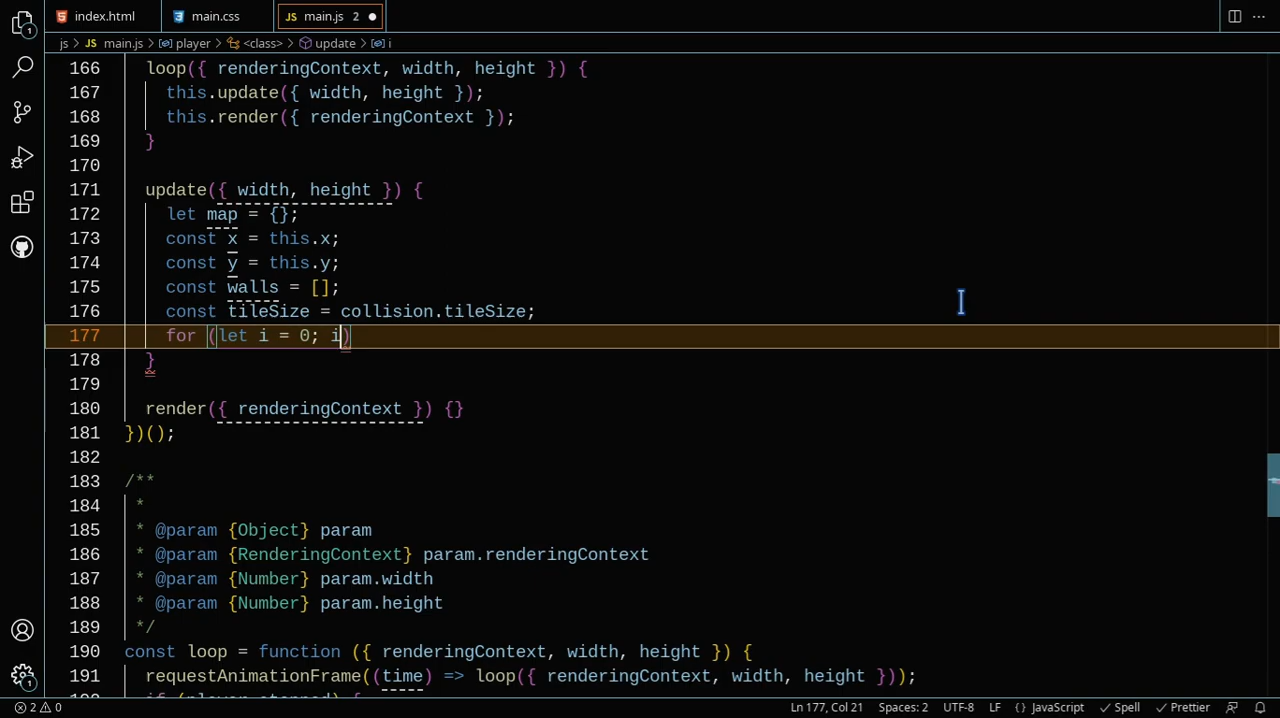 index.html
main.css
JS main.js 2
js > JS main.js > player > <class> > update > i
166 loop({ renderingContext, width, height }) {
167 this.update({ width, height });
168 this.render({ renderingContext });
169 }
170
171 update({ width, height }) {
172 let map = {};
173 const x = this.x;
174 const y = this.y;
175 const walls = [];
176 const tileSize = collision.tileSize;
177 for (let i = 0; i)
178 }
179
180 render({ renderingContext }) {}
181 })();
182
183 /**
184 *
185 * @param {Object} param
186 * @param {RenderingContext} param.renderingContext
187 * @param {Number} param.width
188 * @param {Number} param.height
189 */
190 const loop = function ({ renderingContext, width, height }) {
191 requestAnimationFrame((time) => loop({ renderingContext, width, height }));
2 0 Ln 177, Col 21 Spaces: 2 UTF-8 LF {} JavaScript Spell Prettier